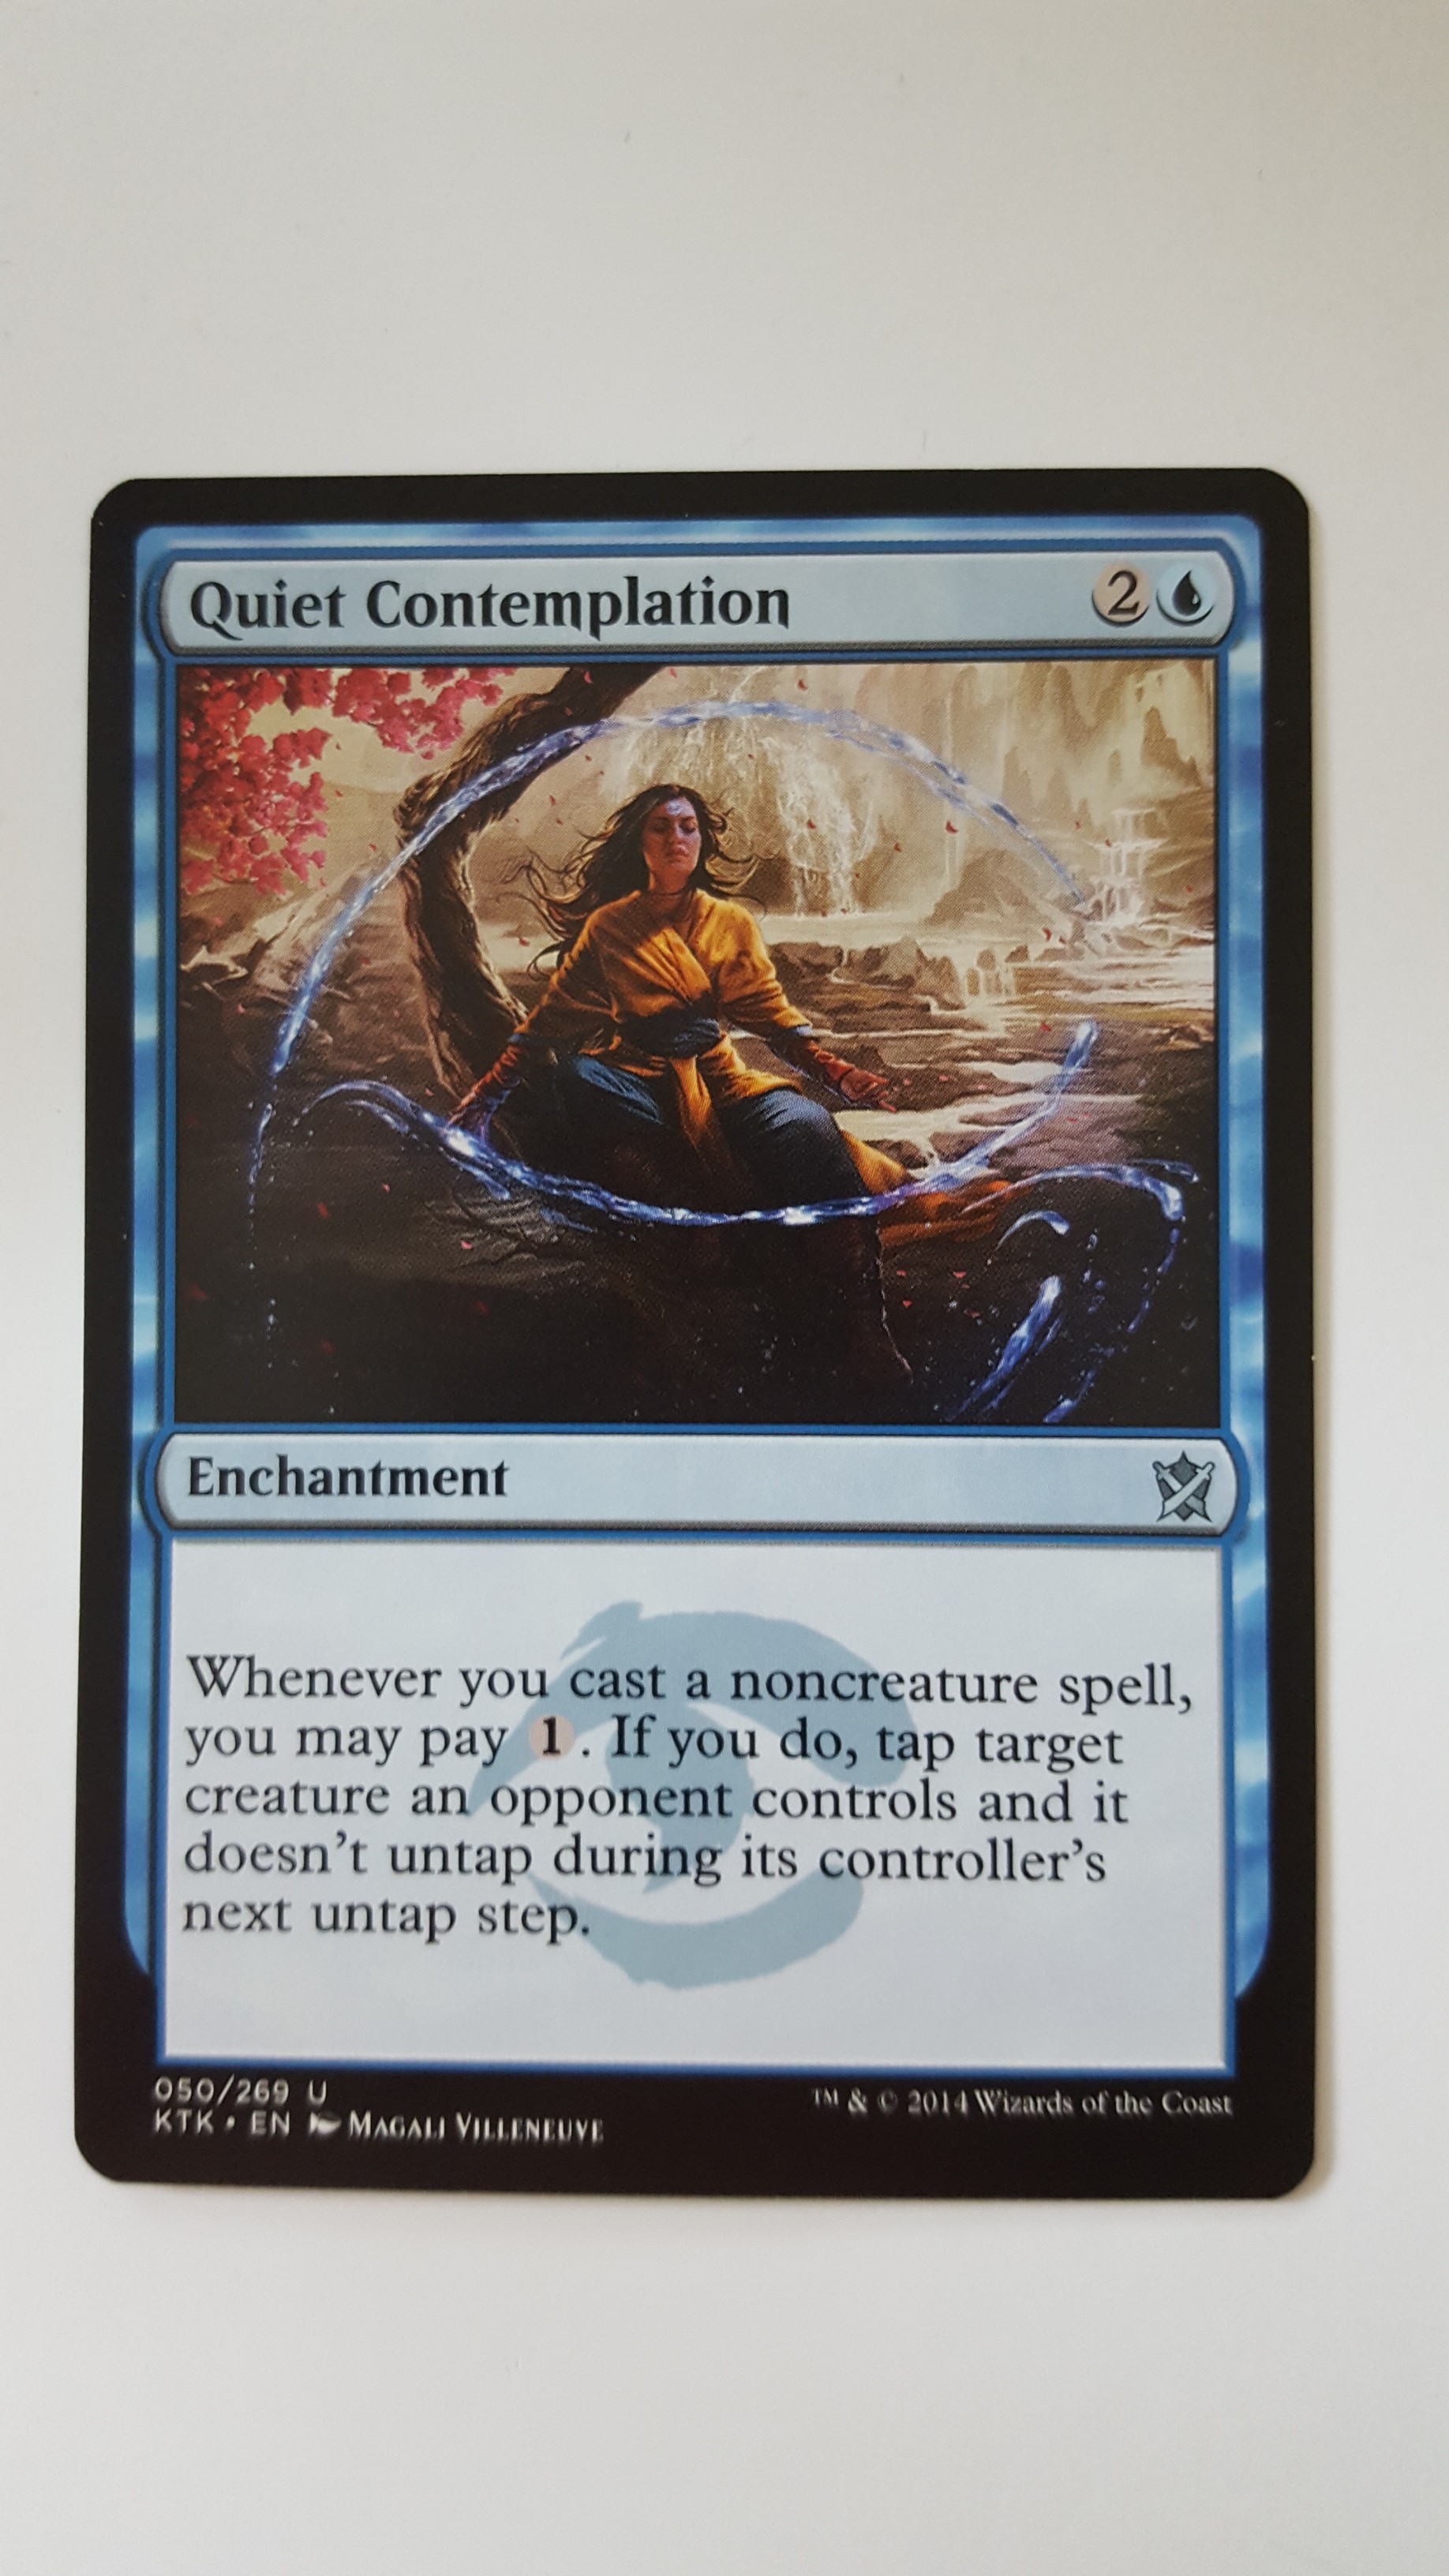 Quiet Contemplation 2
Enchantment
Whenever you cast a noncreature spell,
you may pay 1. If you do, tap target
creature an opponent controls and it
doesn't untap during its controller's
next untap step.
050/269 U
KTK • EN Magali Villeneuve
™ & © 2014 Wizards of the Coast